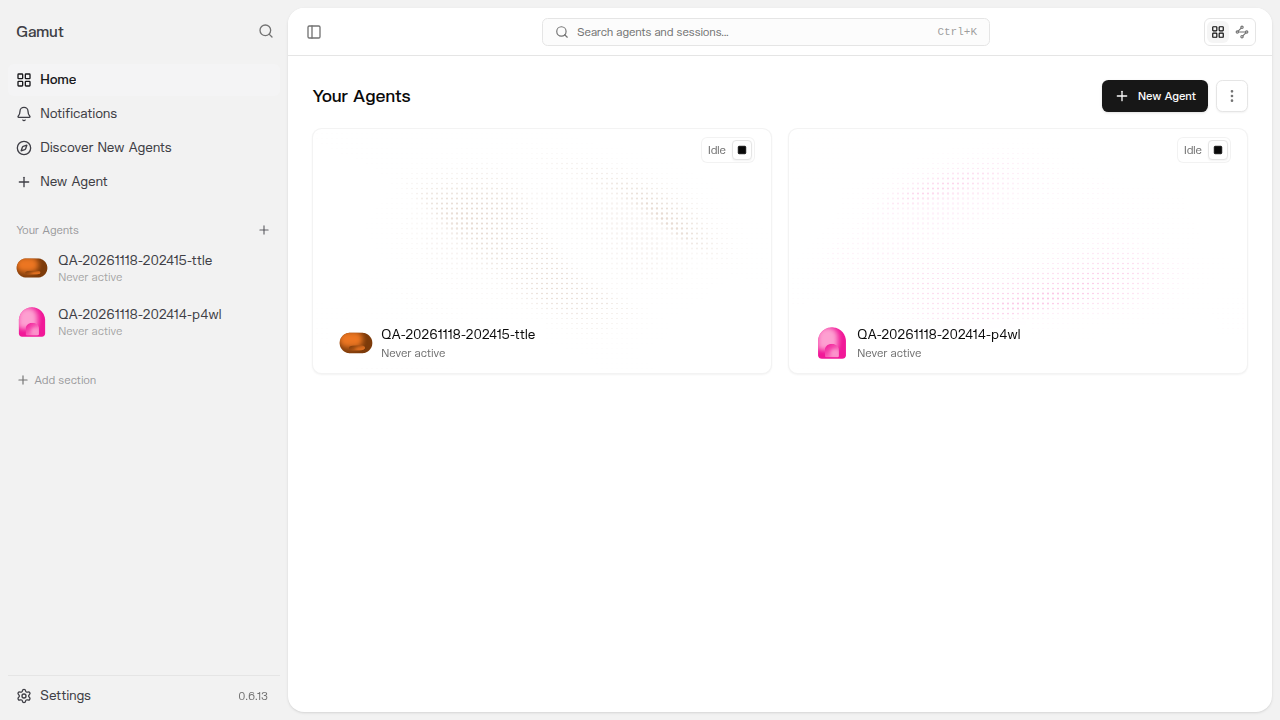 Gamut
Search agents and sessions...
Ctrl+K
Home
Notifications
Discover New Agents
New Agent
Your Agents
QA-20261118-202415-ttle
Never active
QA-20261118-202414-p4wl
Never active
Add section
Settings
0.6.13
Your Agents
New Agent
Idle
QA-20261118-202415-ttle
Never active
Idle
QA-20261118-202414-p4wl
Never active